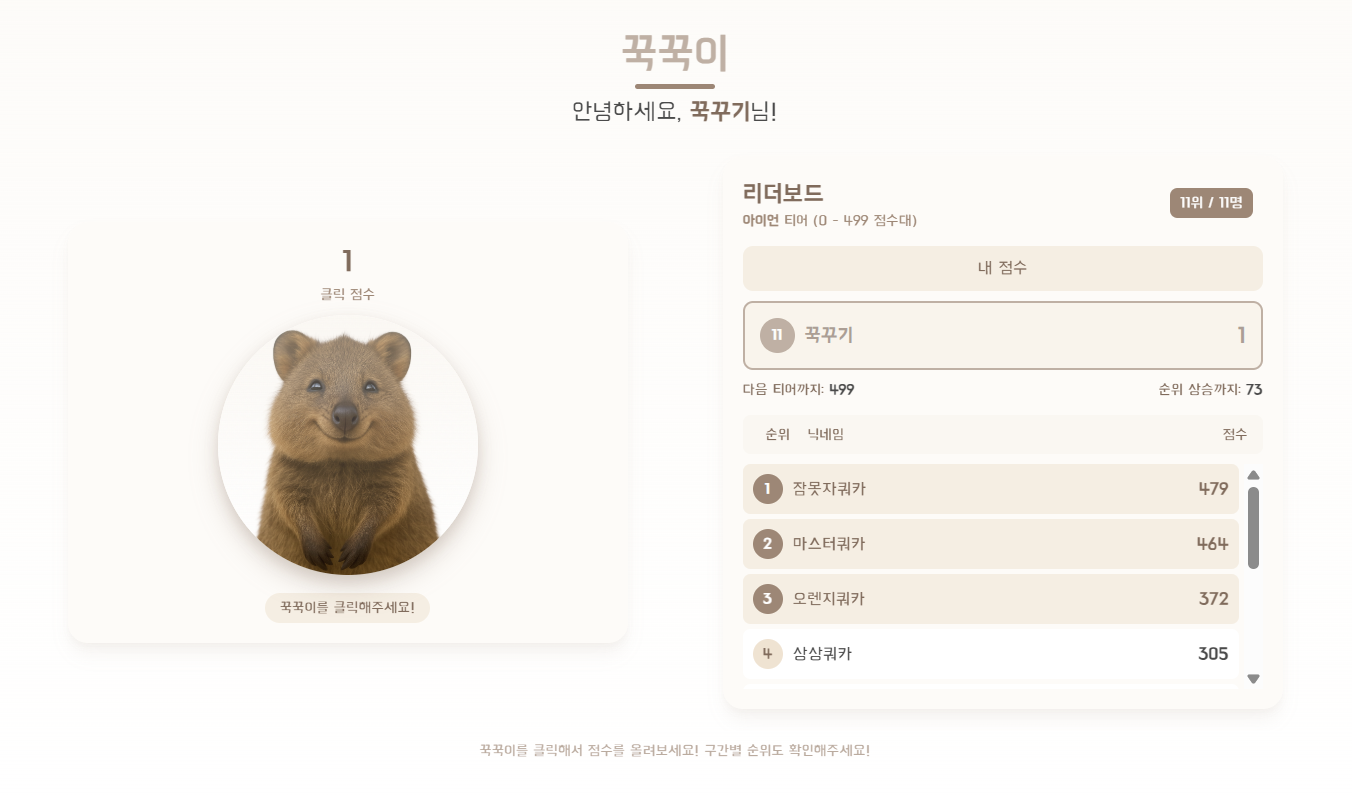 꾹꾹이
안녕하세요, 꾹꾸기님!
1
클릭 점수
꾹꾹이를 클릭해주세요!
리더보드
아이언 티어 (0 - 499 점수대)
11위 / 11명
내 점수
11 꾹꾸기 1
다음 티어까지: 499 순위 상승까지: 73
순위 닉네임 점수
1 잠못자쿼카 479
2 마스터쿼카 464
3 오렌지쿼카 372
4 삼삼쿼카 305
꾹꾹이를 클릭해서 점수를 올려보세요! 구간별 순위도 확인해주세요!